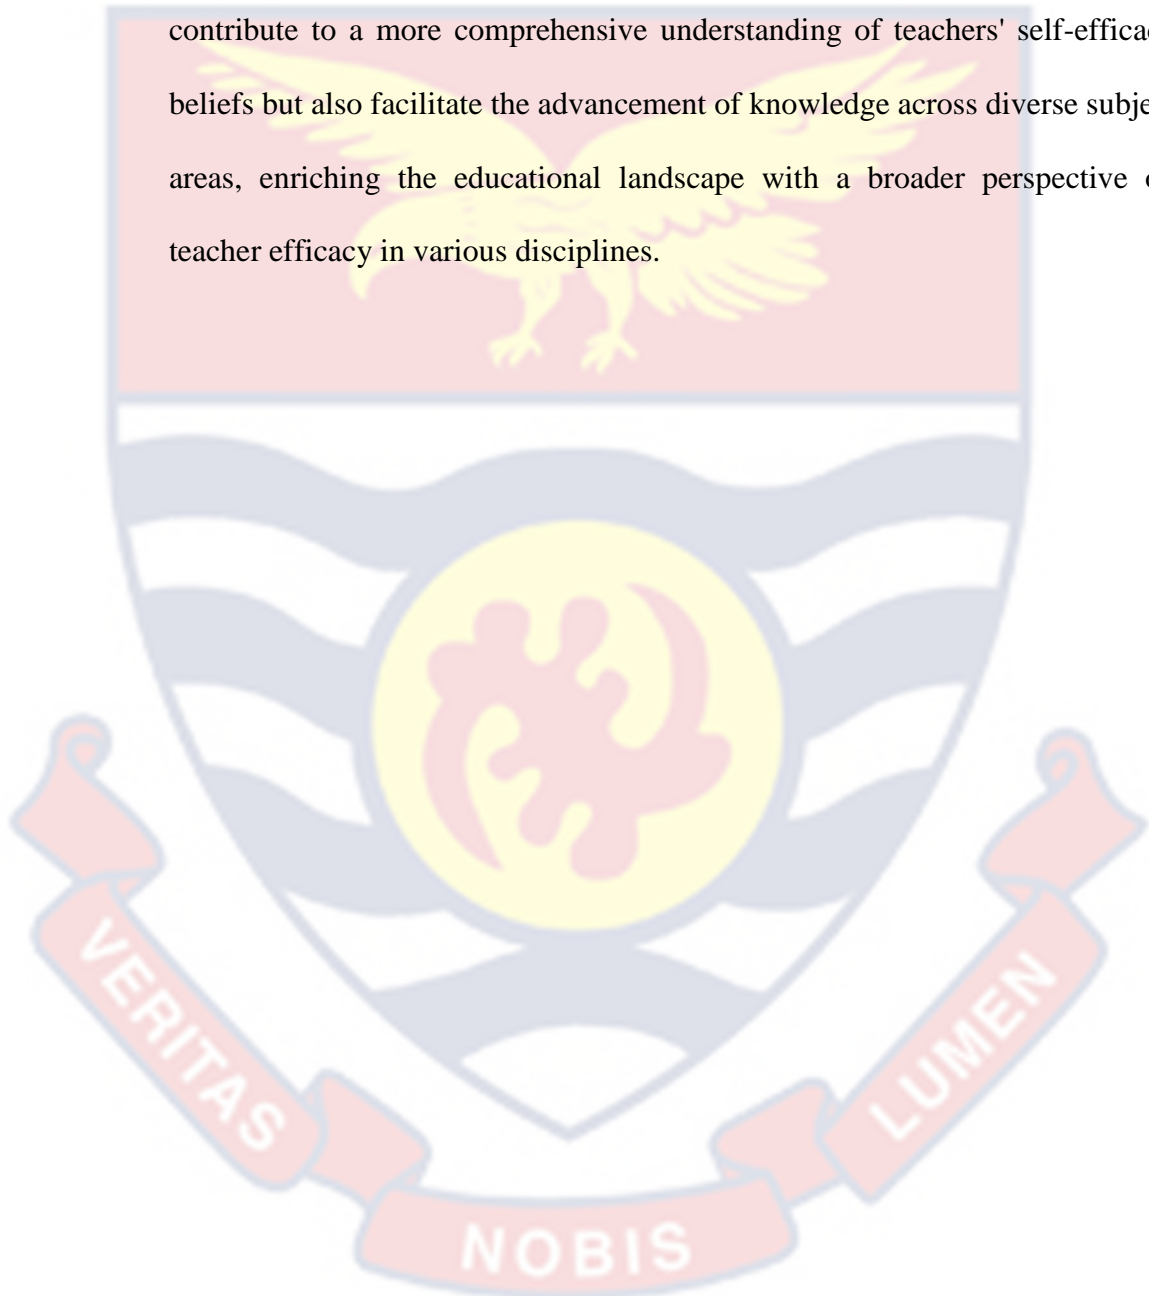 contribute to a more comprehensive understanding of teachers' self-efficac
beliefs but also facilitate the advancement of knowledge across diverse subje
areas, enriching the educational landscape with a broader perspective
teacher efficacy in various disciplines.
VERITAS
NOBIS
LUMEN